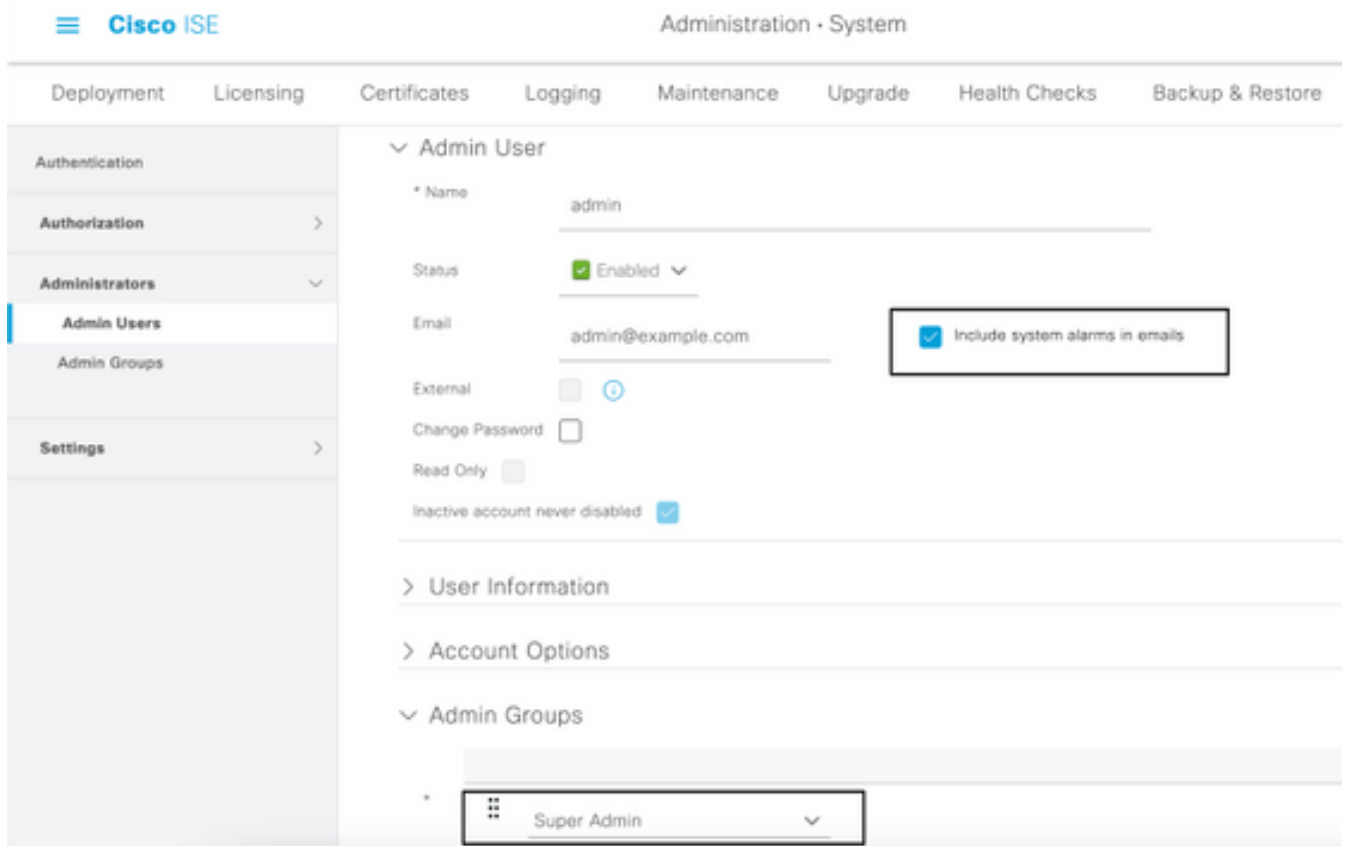 Cisco ISE
Administration · System
Deployment Licensing Certificates Logging Maintenance Upgrade Health Checks Backup & Restore
Authentication
Authorization
Administrators
Admin Users
Admin Groups
Settings
Admin User
* Name admin
Status Enabled
Email admin@example.com Include system alarms in emails
External
Change Password
Read Only
Inactive account never disabled
User Information
Account Options
Admin Groups
* Super Admin